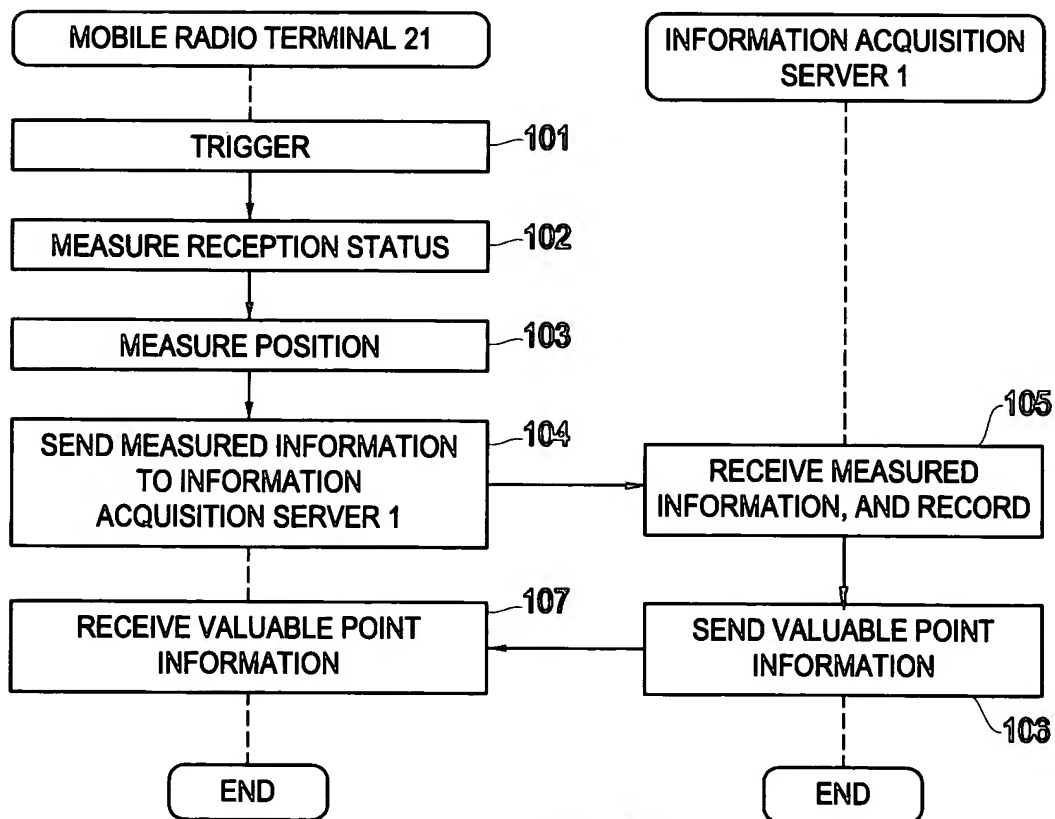 MOBILE RADIO TERMINAL 21
INFORMATION ACQUISITION
SERVER 1
TRIGGER
101
MEASURE RECEPTION STATUS
102
MEASURE POSITION
103
SEND MEASURED INFORMATION
TO INFORMATION
ACQUISITION SERVER 1
104
RECEIVE MEASURED
INFORMATION, AND RECORD
105
RECEIVE VALUABLE POINT
INFORMATION
107
SEND VALUABLE POINT
INFORMATION
106
END
END